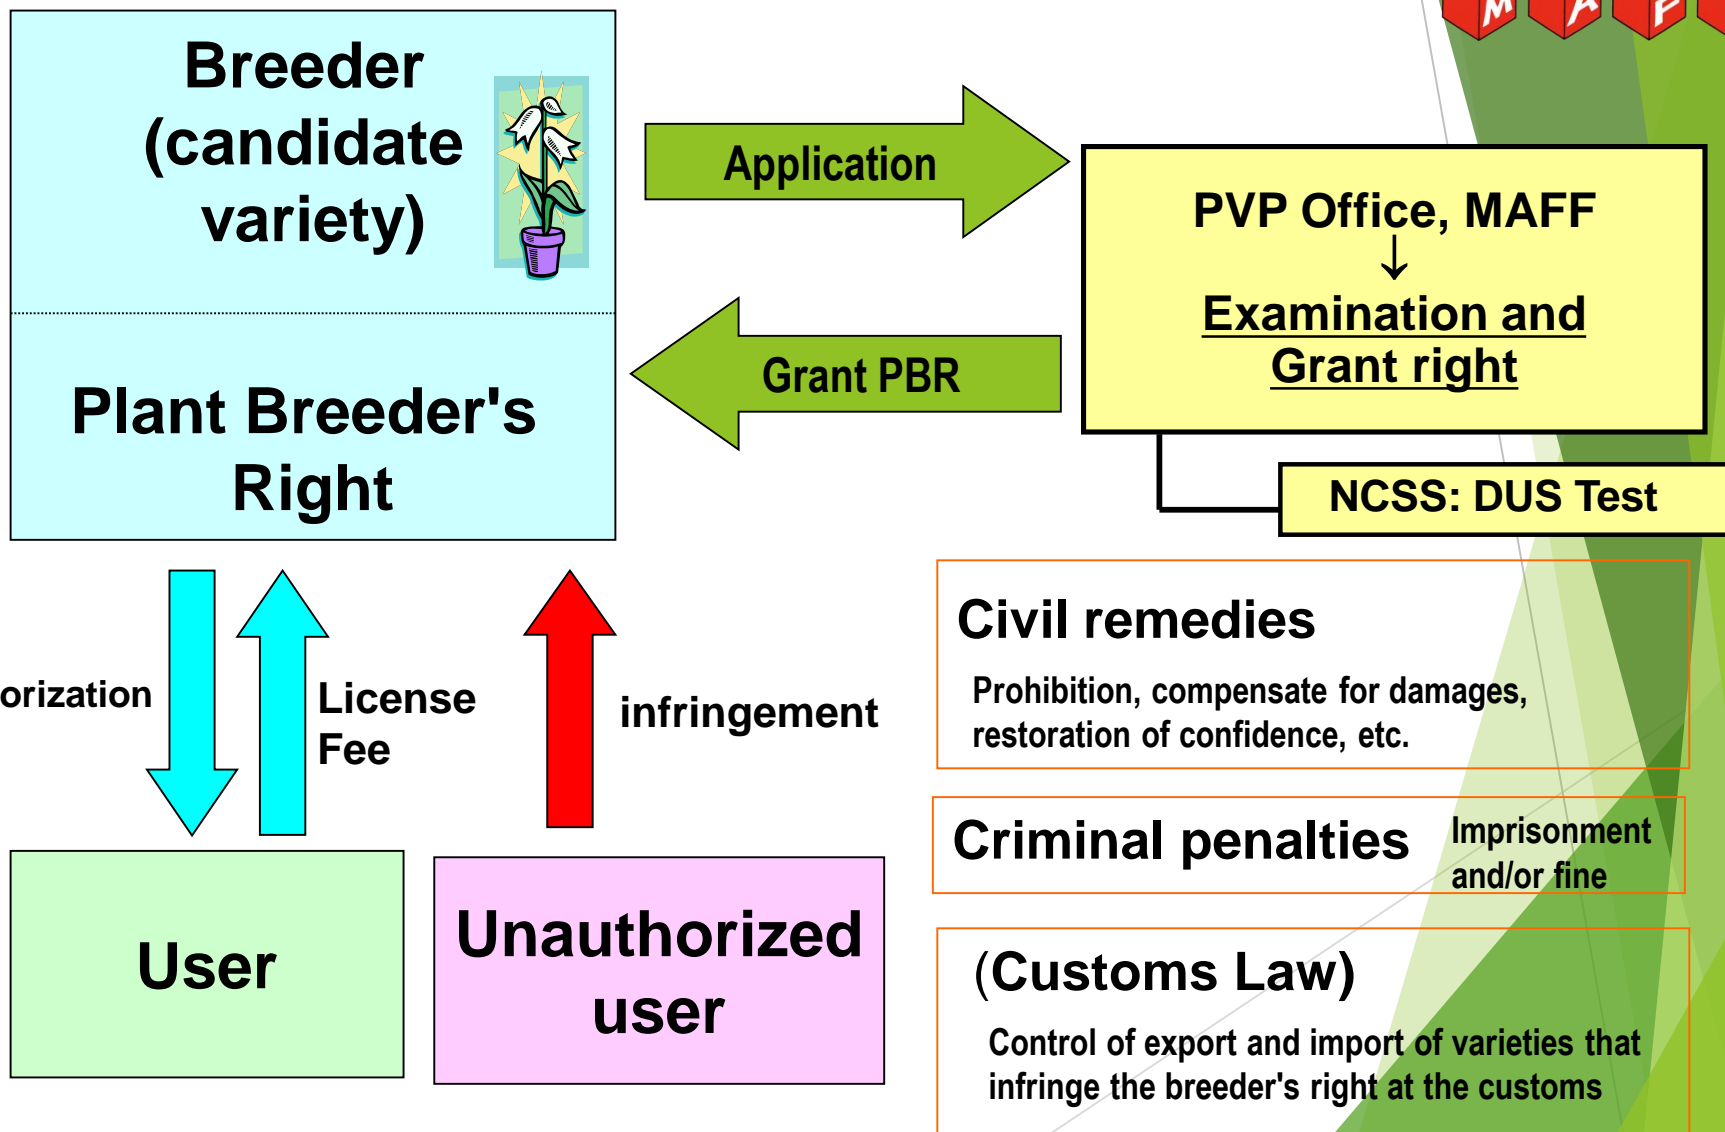 M A F
Breeder
(candidate
variety)
Application
PVP Office, MAFF
↓
Examination and
Grant right
Grant PBR
Plant Breeder's
Right
NCSS: DUS Test
orization
License
Fee
infringement
Civil remedies
Prohibition, compensate for damages,
restoration of confidence, etc.
Criminal penalties
Imprisonment
and/or fine
User
Unauthorized
user
(Customs Law)
Control of export and import of varieties that
infringe the breeder's right at the customs